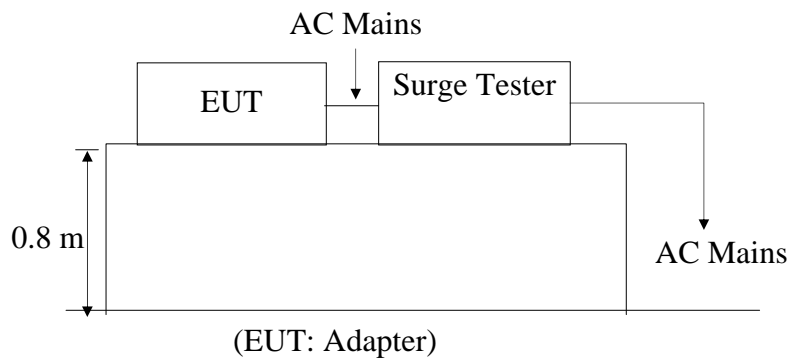 AC Mains
EUT
Surge Tester
0.8 m
AC Mains
(EUT: Adapter)